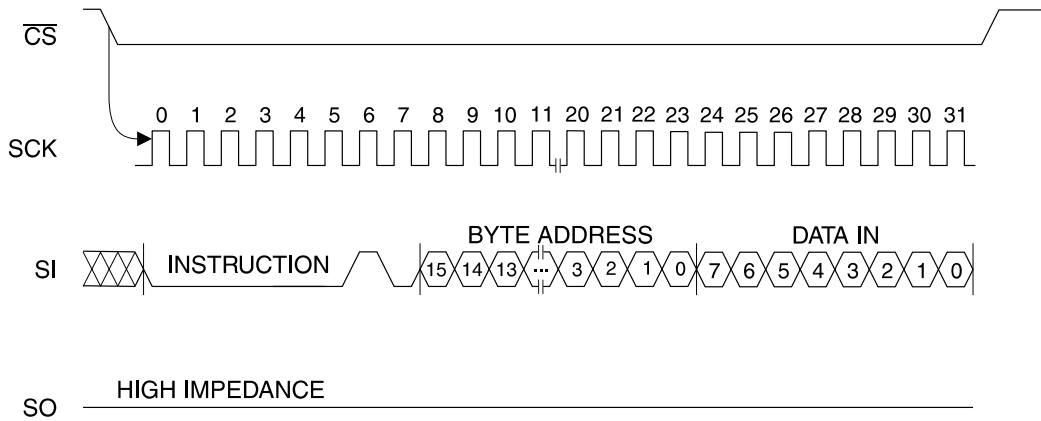 CS
0 1 2 3 4 5 6 7 8 9 10 11 20 21 22 23 24 25 26 27 28 29 30 31
SCK
BYTE ADDRESS DATA IN
SI INSTRUCTION 15 14 13 ... 3 2 1 0 7 6 5 4 3 2 1 0
HIGH IMPEDANCE
SO